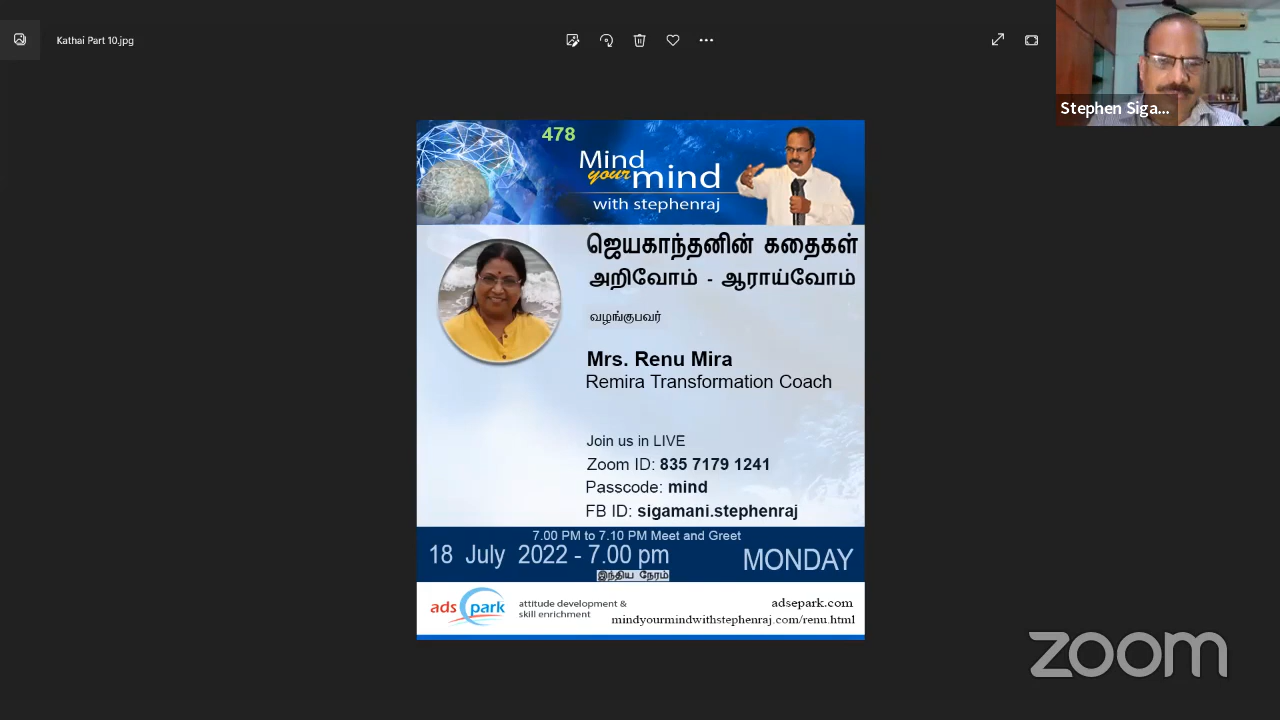 Kathai Part 10.jpg
Stephen Siga...
478
Mind
your mind
with stephenraj
ஜெயகாந்தனின் கதைகள்
அறிவோம் - ஆராய்வோம்
வழங்குபவர்
Mrs. Renu Mira
Remira Transformation Coach
Join us in LIVE
Zoom ID: 835 7179 1241
Passcode: mind
FB ID: sigamani.stephenraj
7.00 PM to 7.10 PM Meet and Greet
18 July 2022 - 7.00 pm MONDAY
இந்திய நேரம்
ads park
attitude development &
skill enrichment
adsepark.com
mindyourmindwithstephenraj.com/renu.html
zoom